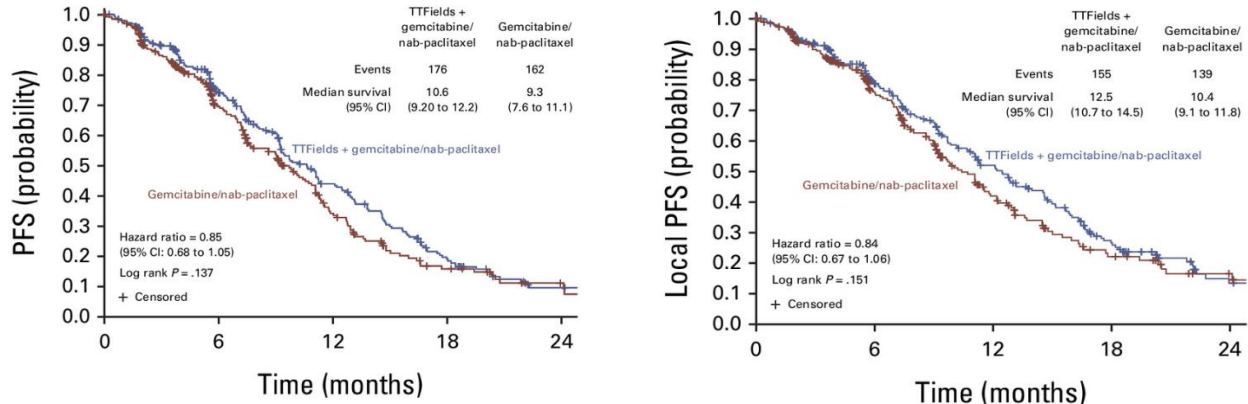 PFS (probability)
1.0
0.9
0.8
0.7
0.6
0.5
0.4
0.3
0.2
0.1
0.0
TTFields +
gemcitabine/ Gemcitabine/
nab-paclitaxel nab-paclitaxel
Events 176 162
Median survival 10.6 9.3
(95% CI) (9.20 to 12.2) (7.6 to 11.1)
TTFields + gemcitabine/nab-paclitaxel
Gemcitabine/nab-paclitaxel
Hazard ratio = 0.85
(95% CI: 0.68 to 1.05)
Log rank P = .137
+ Censored
0 6 12 18 24
Time (months)
Local PFS (probability)
1.0
0.9
0.8
0.7
0.6
0.5
0.4
0.3
0.2
0.1
0.0
TTFields +
gemcitabine/ Gemcitabine/
nab-paclitaxel nab-paclitaxel
Events 155 139
Median survival 12.5 10.4
(95% CI) (10.7 to 14.5) (9.1 to 11.8)
TTFields + gemcitabine/nab-paclitaxel
Gemcitabine/nab-paclitaxel
Hazard ratio = 0.84
(95% CI: 0.67 to 1.06)
Log rank P = .151
+ Censored
0 6 12 18 24
Time (months)